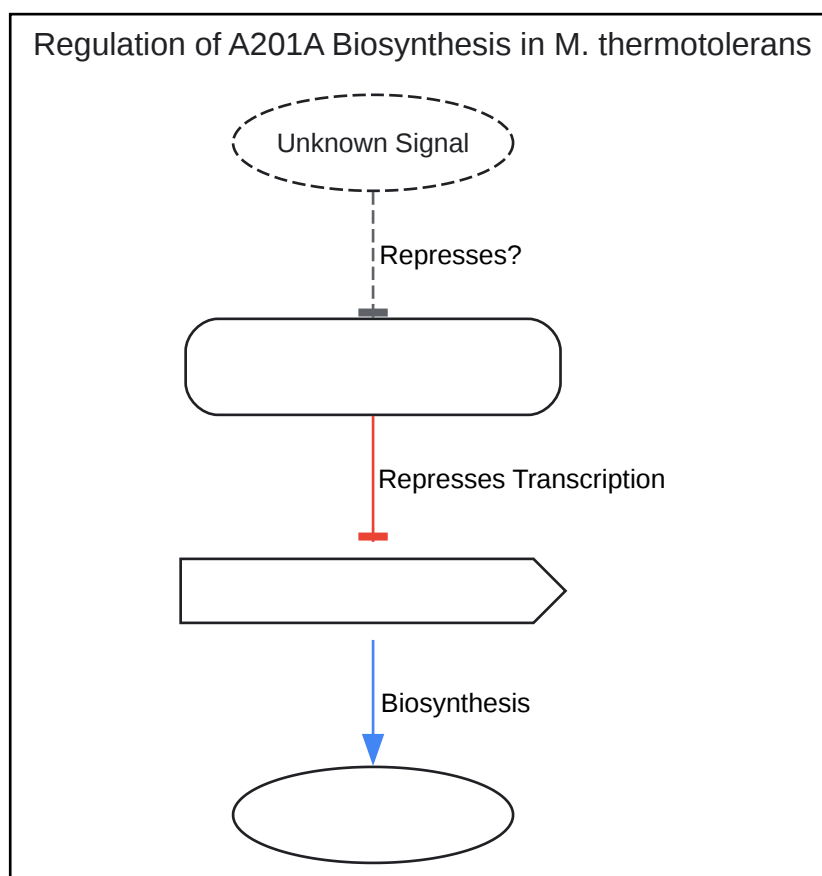 Regulation of A201A Biosynthesis in M. thermotolerans
Unknown Signal
Represses?
Represses Transcription
Biosynthesis